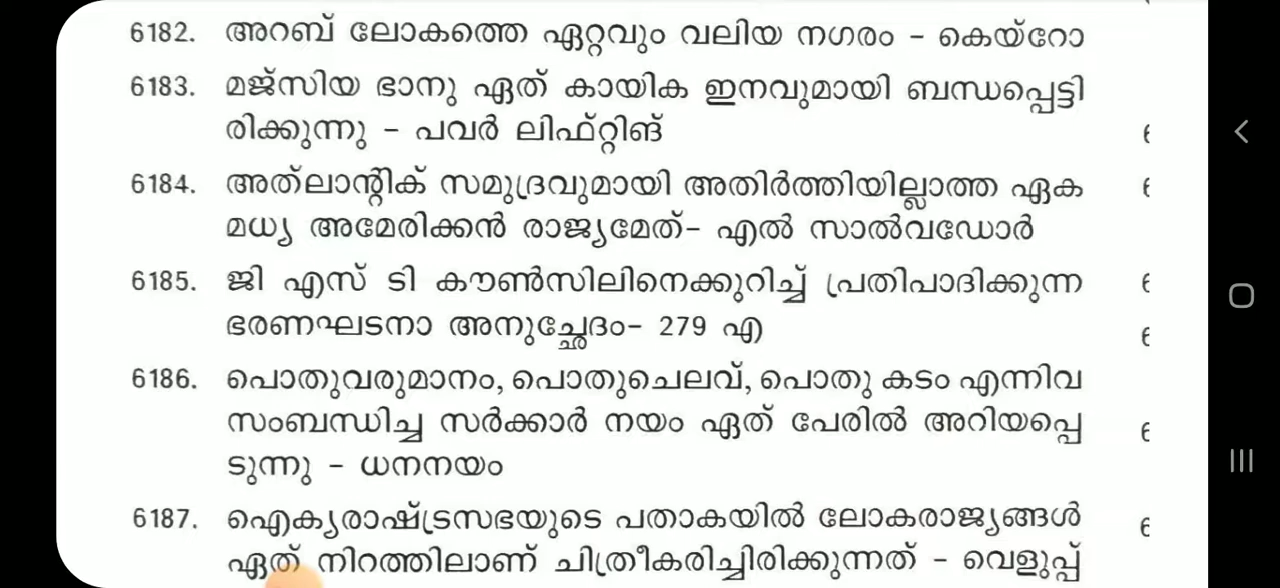 6182. അറബ് ലോകത്തെ ഏറ്റവും വലിയ നഗരം - കെയ്റോ
6183. മജ്സിയ ഭാനു ഏത് കായിക ഇനവുമായി ബന്ധപ്പെട്ടി
രിക്കുന്നു - പവർ ലിഫ്റ്റിങ്
6184. അത്‌ലാന്റിക് സമുദ്രവുമായി അതിർത്തിയില്ലാത്ത ഏക
മധ്യ അമേരിക്കൻ രാജ്യമേത്- എൽ സാൽവഡോർ
6185. ജി എസ് ടി കൗൺസിലിനെക്കുറിച്ച് പ്രതിപാദിക്കുന്ന
ഭരണഘടനാ അനുച്ഛേദം- 279 എ
6186. പൊതുവരുമാനം, പൊതുചെലവ്, പൊതു കടം എന്നിവ
സംബന്ധിച്ച സർക്കാർ നയം ഏത് പേരിൽ അറിയപ്പെ
ടുന്നു - ധനനയം
6187. ഐക്യരാഷ്ട്രസഭയുടെ പതാകയിൽ ലോകരാജ്യങ്ങൾ
ഏത് നിറത്തിലാണ് ചിത്രീകരിച്ചിരിക്കുന്നത് - വെളുപ്പ്